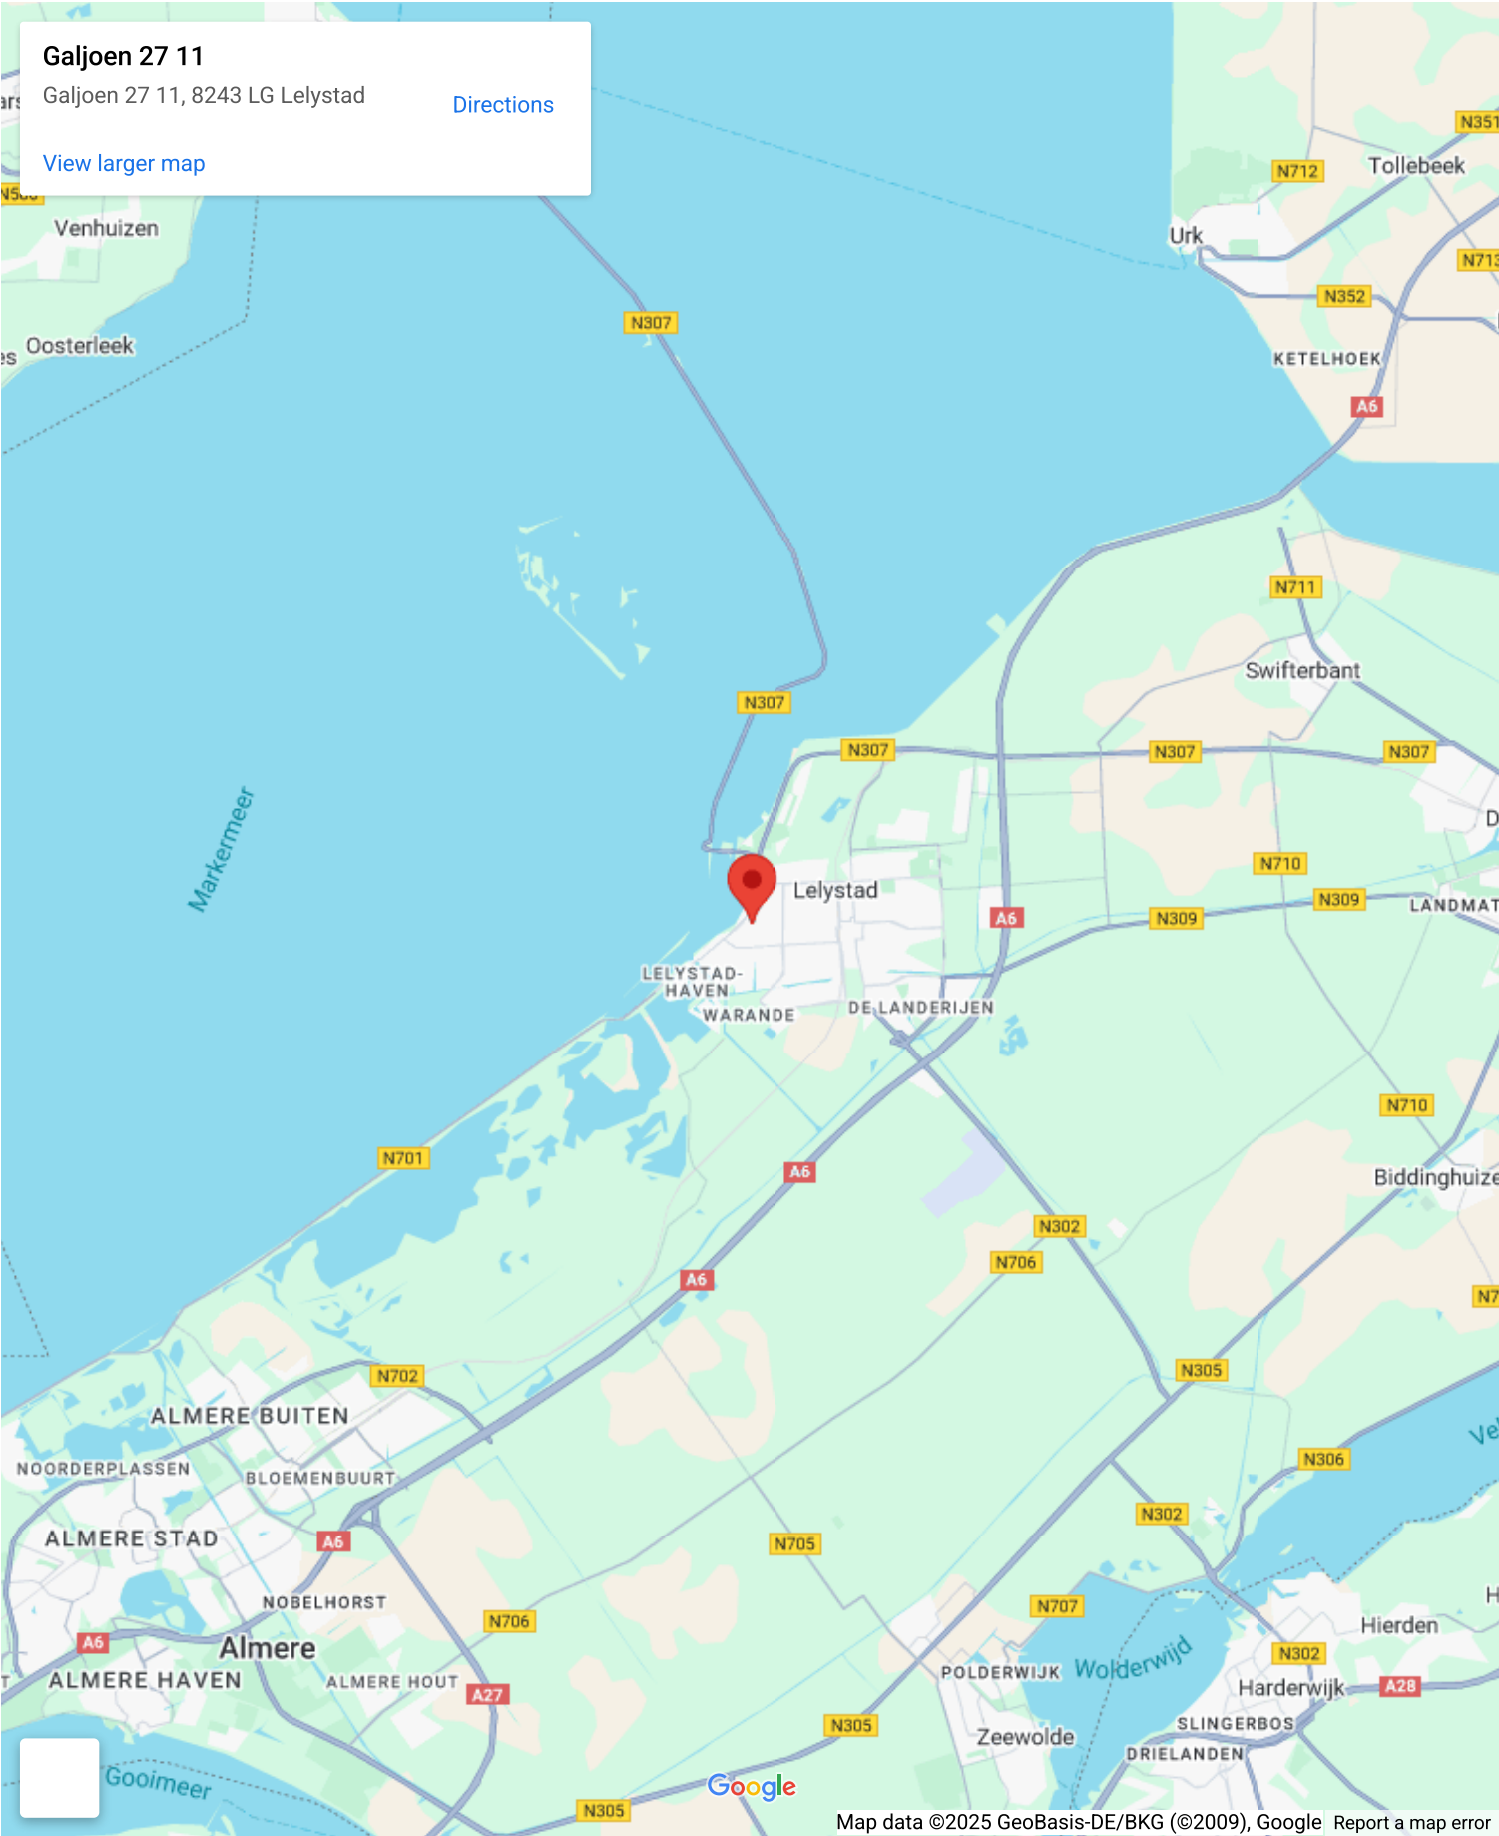 Galjoen 27 11
Galjoen 27 11, 8243 LG Lelystad
Directions
View larger map
N351
N712
Tollebeek
Venhuizen
Urk
N713
N352
N307
Oosterleek
KETELHOEK
A6
N711
Swifterbant
N307
N307
N307
N307
Markermeer
N710
Lelystad
N309
LANDMAT
A6
N309
LELYSTAD-
HAVEN
WARANDE
DE LANDERIJEN
N710
N701
A6
Biddinghuize
N302
N706
A6
N7
N305
N702
ALMERE BUITEN
N306
NOORDERPLASSEN
BLOEMENBUURT
N302
ALMERE STAD
A6
N705
NOBELHORST
N707
N706
Hierden
A6
Almere
Wolderwijd
N302
ALMERE HAVEN
ALMERE HOUT
POLDERWIJK
Harderwijk
A28
A27
N305
SLINGERBOS
Zeewolde
DRIELANDEN
Gooimeer
Google
N305
Map data ©2025 GeoBasis-DE/BKG (©2009), Google
Report a map error